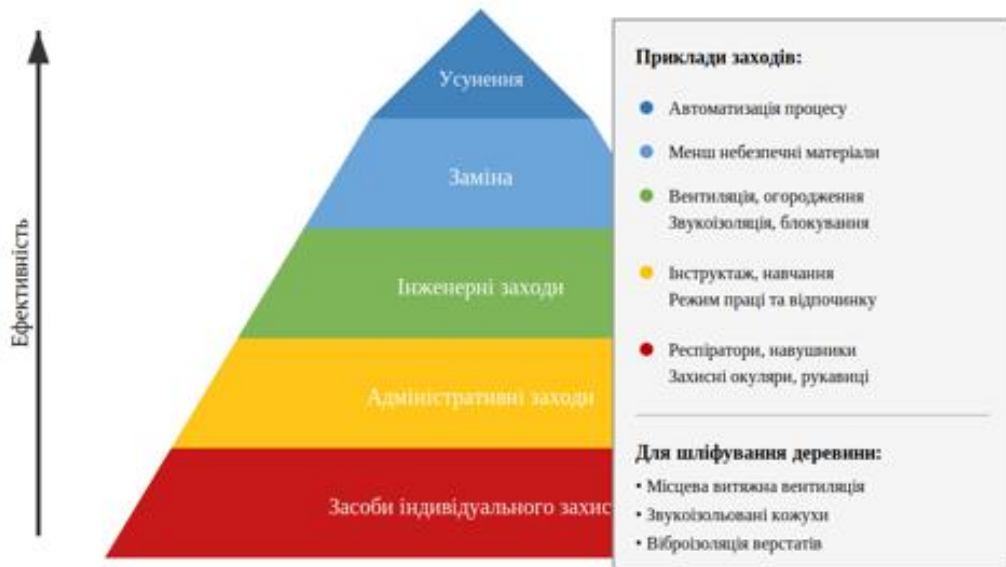 Ефективність
Усунення
Заміна
Інженерні заходи
Адміністративні заходи
Засоби індивідуального захис
Приклади заходів:
Автоматизація процесу
Менш небезпечні матеріали
Вентиляція, огородження
Звукоізоляція, блокування
Інструктаж, навчання
Режим праці та відпочинку
Респіратори, навушники
Захисні окуляри, рукавиці
Для шліфування деревини:
• Місцева витяжна вентиляція
• Звукоізольовані кожухи
• Віброізоляція верстатів